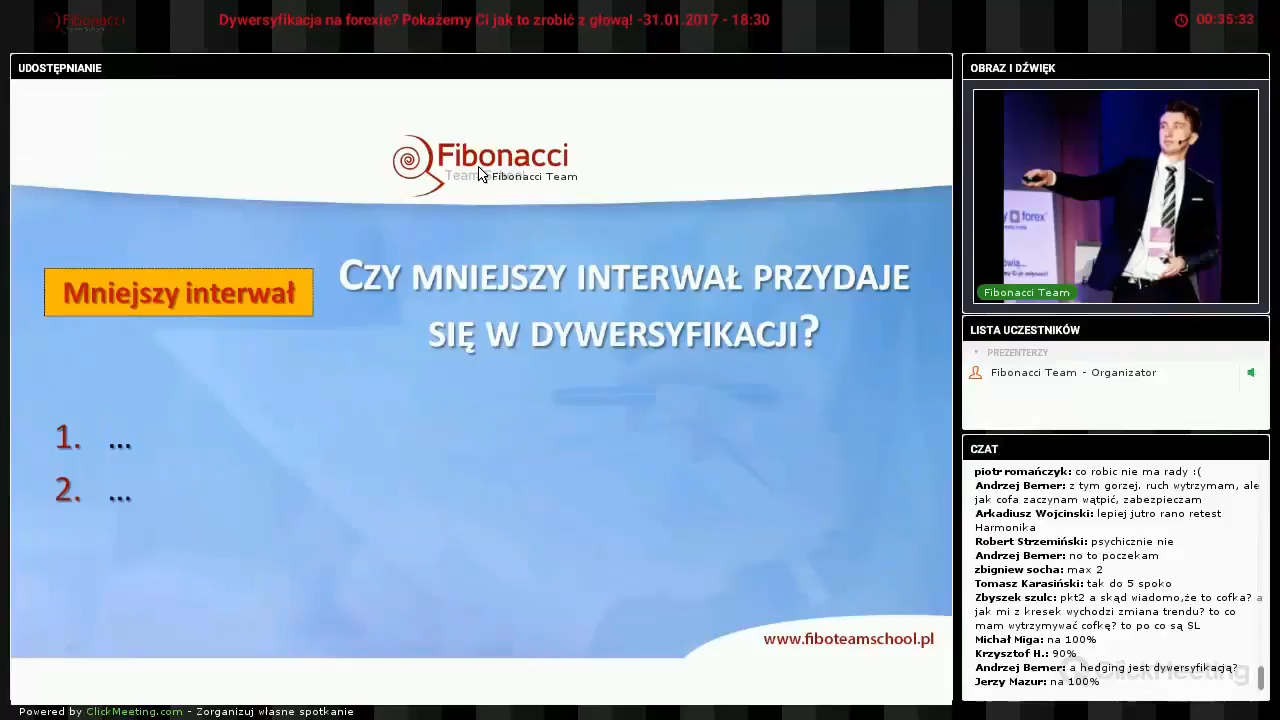 Fibonacci
Team School
Dywersyfikacja na forexie? Pokażemy Ci jak to zrobić z głową! -31.01.2017 - 18:30
00:35:33
UDOSTĘPNIANIE
Fibonacci
Fibonacci Team
Mniejszy interwał
CZY MNIEJSZY INTERWAŁ PRZYDAJE
SIĘ W DYWERSYFIKACJI?
1. ...
2. ...
www.fiboteamschool.pl
OBRAZ I DŹWIĘK
forex
Fibonacci Team
LISTA UCZESTNIKÓW
PREZENTERZY
Fibonacci Team - Organizator
CZAT
piotr romańczyk: co robic nie ma rady :(
Andrzej Berner: z tym gorzej. ruch wytrzymam, ale
jak cofa zaczynam wątpić, zabezpieczam
Arkadiusz Wojcinski: lepiej jutro rano retest
Harmonika
Robert Strzemiński: psychicznie nie
Andrzej Berner: no to poczekam
zbigniew socha: max 2
Tomasz Karasiński: tak do 5 spoko
Zbyszek szulc: pkt2 a skąd wiadomo,że to cofka? a
jak mi z kresek wychodzi zmiana trendu? to co
mam wytrzymywać cofkę? to po co są SL
Michał Miga: na 100%
Krzysztof H.: 90%
Andrzej Berner: a hedging jest dywersyfikacją?
Jerzy Mazur: na 100%
ClickMeeting
Powered by ClickMeeting.com - Zorganizuj własne spotkanie